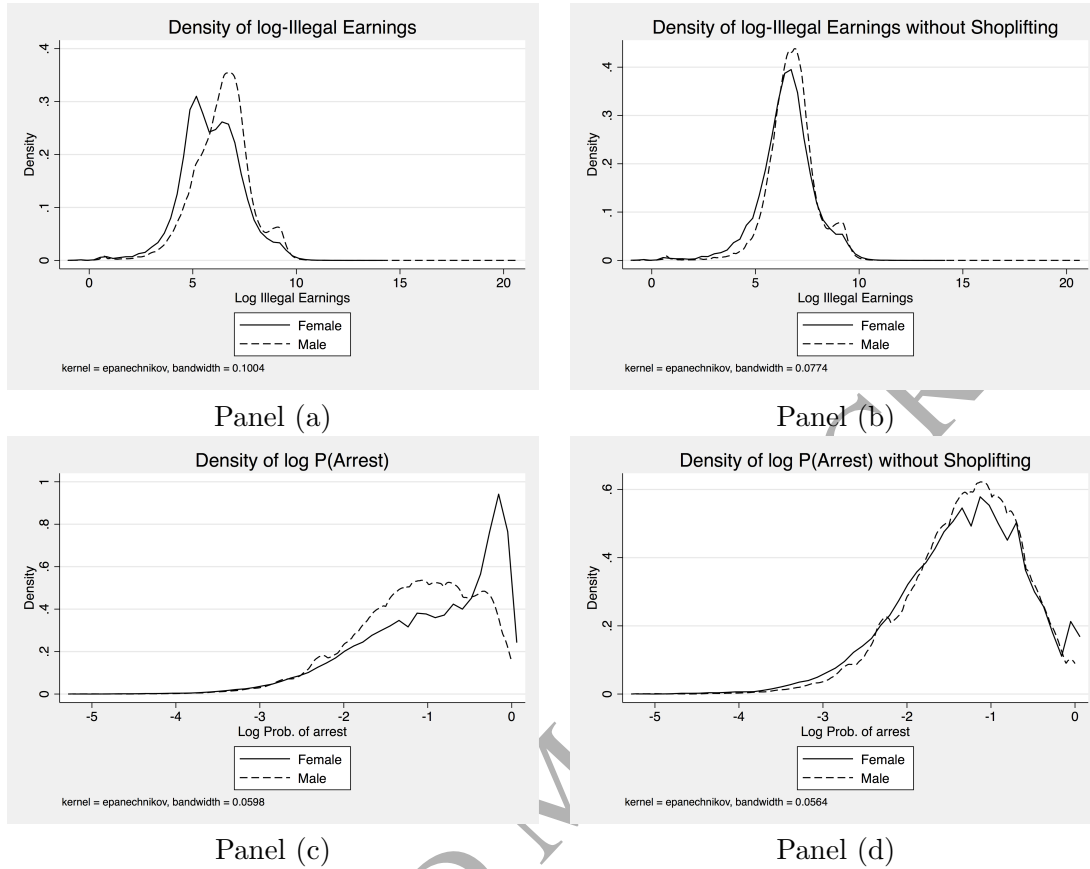 Density of log-Illegal Earnings
Density
.4
.3
.2
.1
0
0 5 10 15 20
Log Illegal Earnings
Female
Male
kernel = epanechnikov, bandwidth = 0.1004
Panel (a)
Density of log-Illegal Earnings without Shoplifting
Density
.4
.3
.2
.1
0
0 5 10 15 20
Log Illegal Earnings
Female
Male
kernel = epanechnikov, bandwidth = 0.0774
Panel (b)
Density of log P(Arrest)
Density
1
.8
.6
.4
.2
0
-5 -4 -3 -2 -1 0
Log Prob. of arrest
Female
Male
kernel = epanechnikov, bandwidth = 0.0598
Panel (c)
Density of log P(Arrest) without Shoplifting
Density
.6
.4
.2
0
-5 -4 -3 -2 -1 0
Log Prob. of arrest
Female
Male
kernel = epanechnikov, bandwidth = 0.0564
Panel (d)